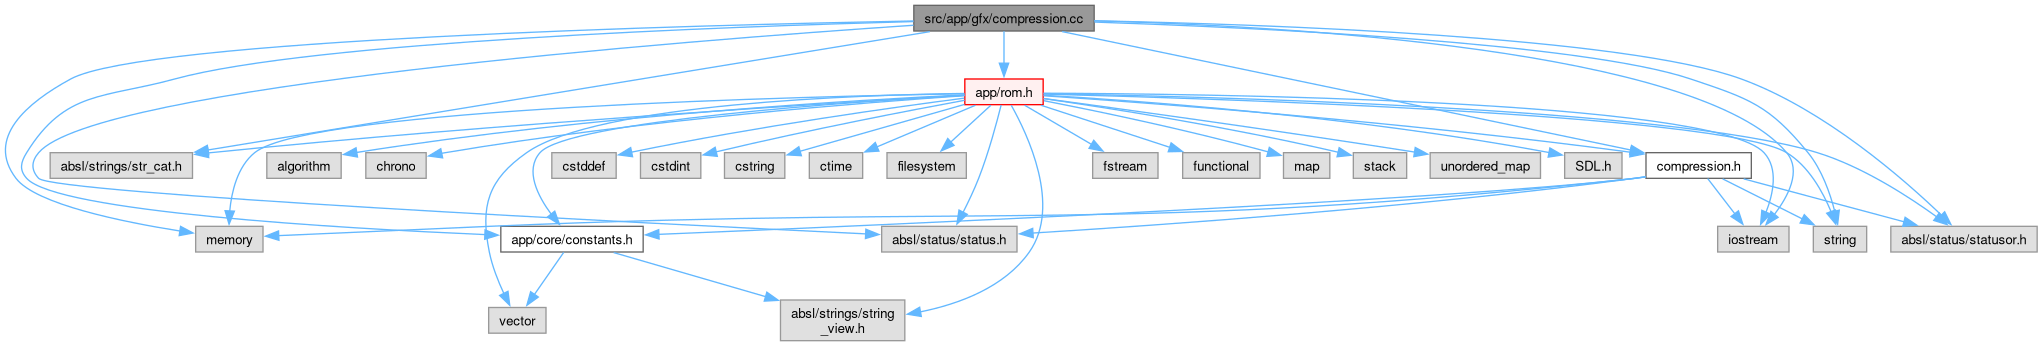 src/app/gfx/compression.cc
app/rom.h
absl/strings/str_cat.h
algorithm
chrono
cstddef
cstdint
cstring
ctime
filesystem
fstream
functional
map
stack
unordered_map
SDL.h
compression.h
memory
app/core/constants.h
absl/status/status.h
iostream
string
absl/status/statusor.h
vector
absl/strings/string
_view.h